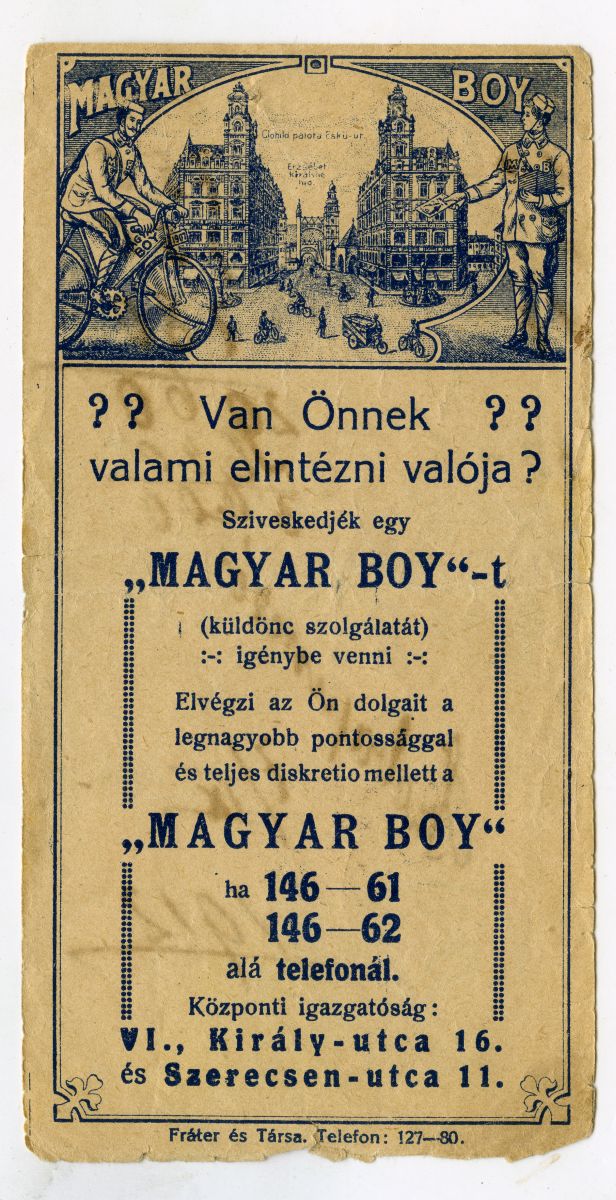 MAGYAR BOY
Clotild palota Eskü-ut
Erzsébet
királyné
hid
?? Van Önnek ??
valami elintézni valója?
Sziveskedjék egy
„MAGYAR BOY“-t
(küldönc szolgálatát)
:-: igénybe venni :-:
Elvégzi az Ön dolgait a
legnagyobb pontossággal
és teljes diskretio mellett a
„MAGYAR BOY“
ha 146—61
146—62
alá telefonál.
Központi igazgatóság:
VI., Király-utca 16.
és Szerecsen-utca 11.
Fráter és Társa. Telefon: 127—80.